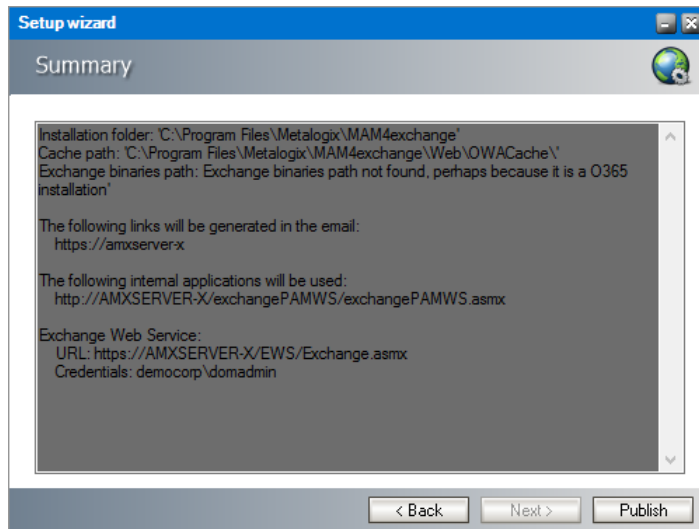 Setup wizard
Summary
Installation folder: 'C:\Program Files\Metalogix\MAM4exchange'
Cache path: 'C:\Program Files\Metalogix\MAM4exchange\Web\OWACache\'
Exchange binaries path: Exchange binaries path not found, perhaps because it is a O365
installation'
The following links will be generated in the email:
https://amxserver-x
The following internal applications will be used:
http://AMXSERVER-X/exchangePAMWS/exchangePAMWS.asmx
Exchange Web Service:
URL: https://AMXSERVER-X/EWS/Exchange.asmx
Credentials: democorp\domadmin
< Back Next > Publish